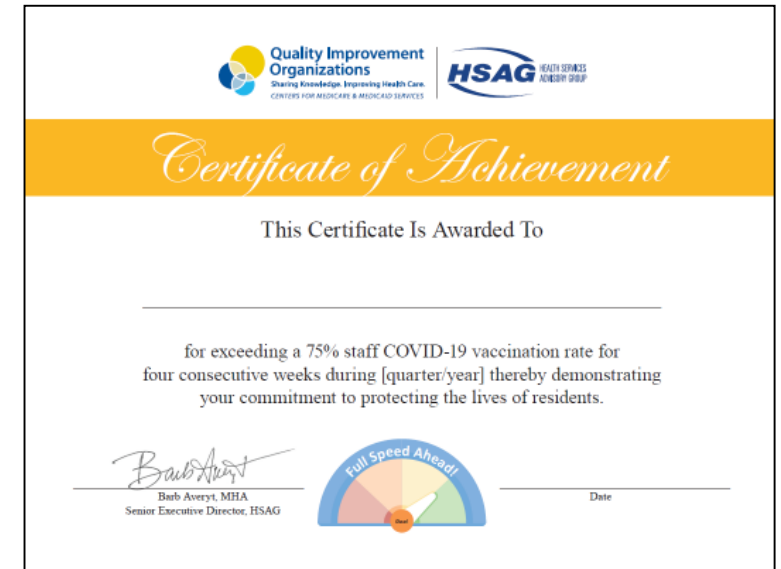 Quality Improvement
Organizations
Sharing Knowledge. Improving Health Care.
CENTERS FOR MEDICARE & MEDICAID SERVICES
HSAG HEALTH SERVICES
ADVISORY GROUP
Certificate of Achievement
This Certificate Is Awarded To
for exceeding a 75% staff COVID-19 vaccination rate for
four consecutive weeks during [quarter/year] thereby demonstrating
your commitment to protecting the lives of residents.
Barb Averyt
Full Speed Ahead!
Barb Averyt, MHA
Senior Executive Director, HSAG
Date